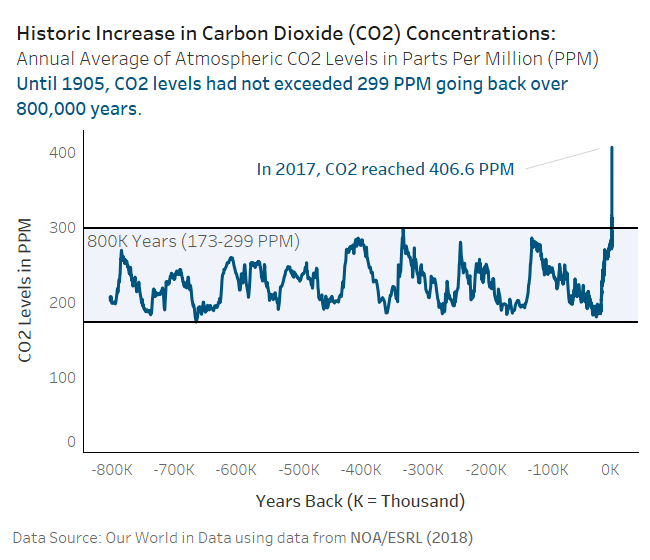 Historic Increase in Carbon Dioxide (CO2) Concentrations:
Annual Average of Atmospheric CO2 Levels in Parts Per Million (PPM)
Until 1905, CO2 levels had not exceeded 299 PPM going back over
800,000 years.
400
In 2017, CO2 reached 406.6 PPM
300
800K Years (173-299 PPM)
200
100
0
CO2 Levels in PPM
-800K -700K -600K -500K -400K -300K -200K -100K 0K
Years Back (K = Thousand)
Data Source: Our World in Data using data from NOA/ESRL (2018)